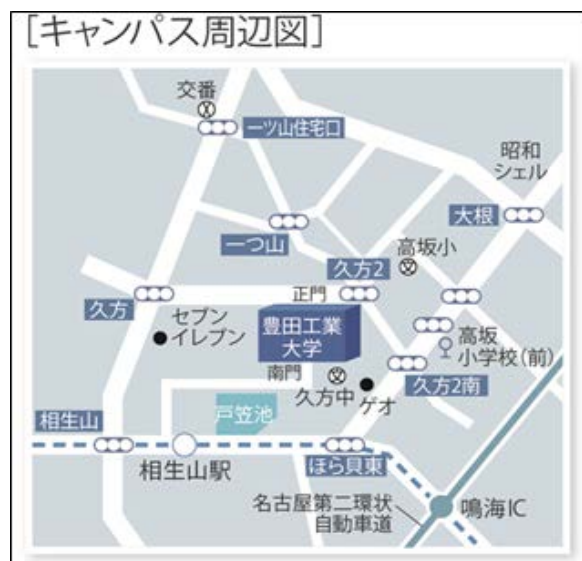 [キャンパス周辺図]
交番
一ツ山住宅口
昭和
シェル
大根
一つ山
高坂小
久方2
正門
久方
セブン
イレブン
豊田工業
大学
高坂
小学校(前)
南門
久方中
ゲオ
久方2南
戸笠池
相生山
相生山駅
ほら貝東
名古屋第二環状
自動車道
鳴海IC